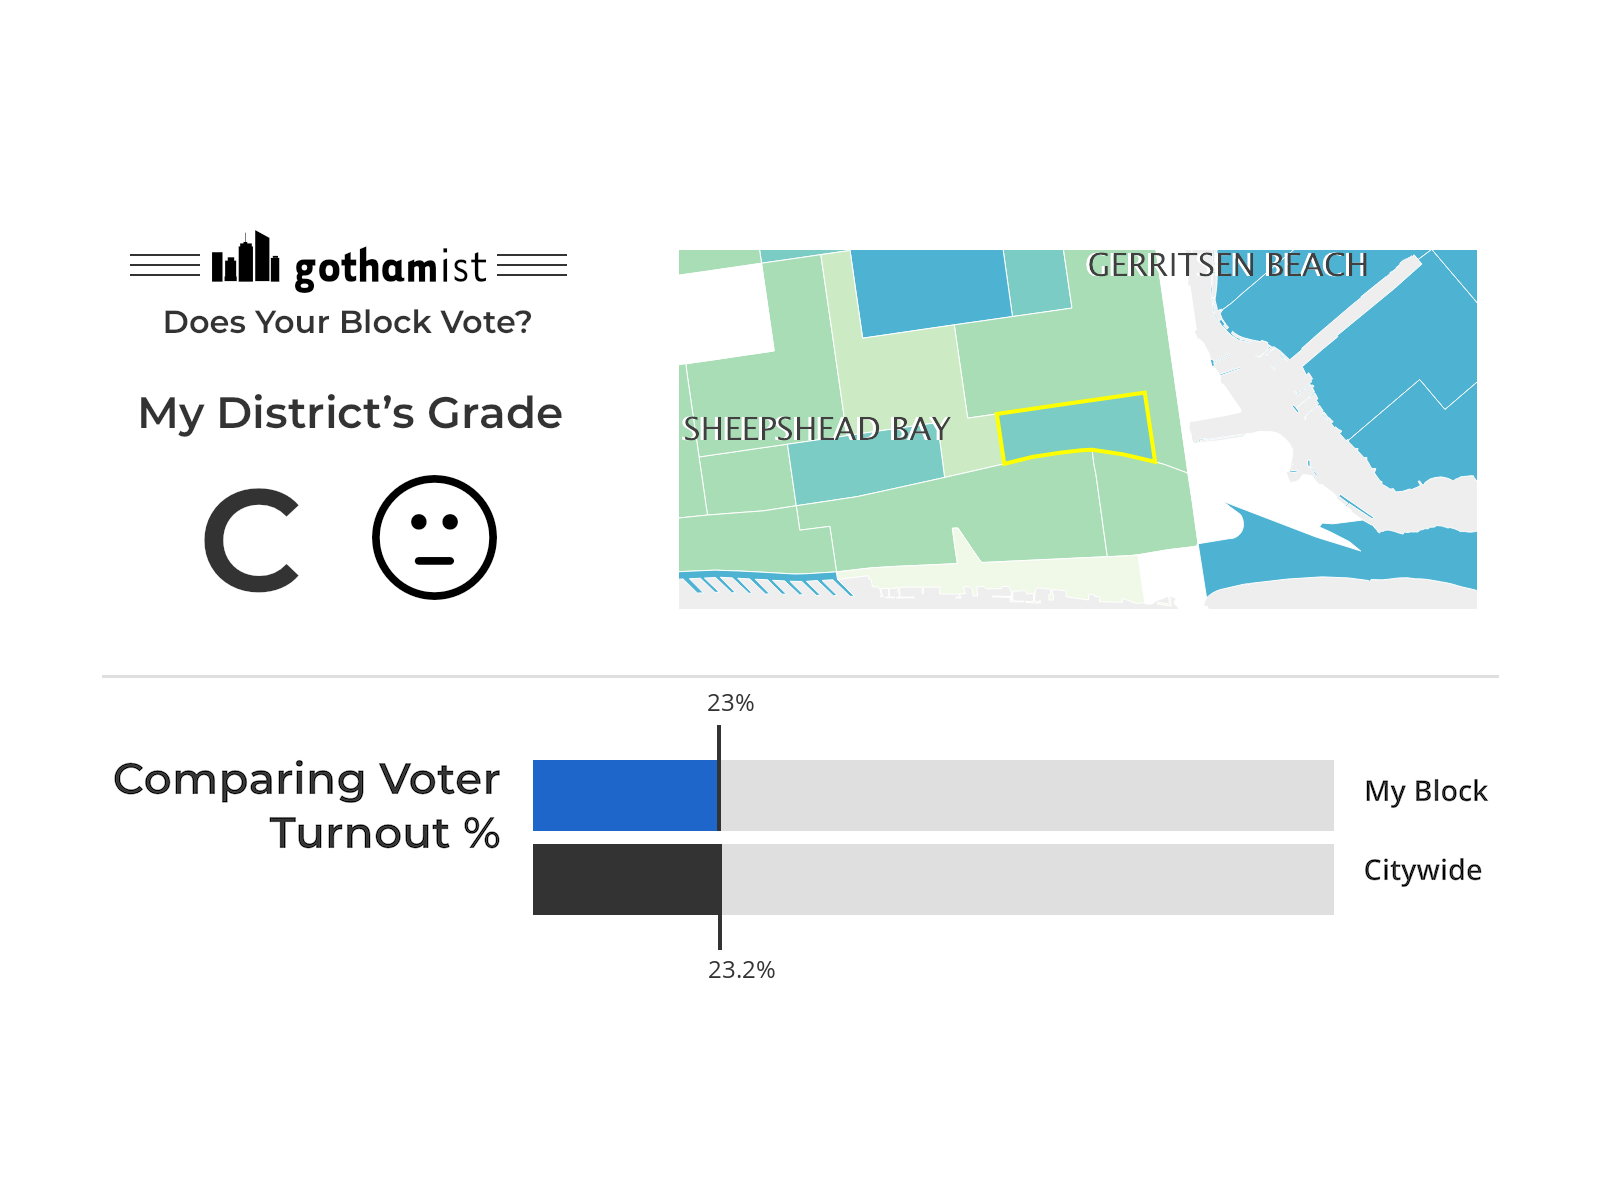 gothamist
Does Your Block Vote?
My District’s Grade
C
GERRITSEN BEACH
SHEEPSHEAD BAY
23%
Comparing Voter
Turnout %
My Block
Citywide
23.2%